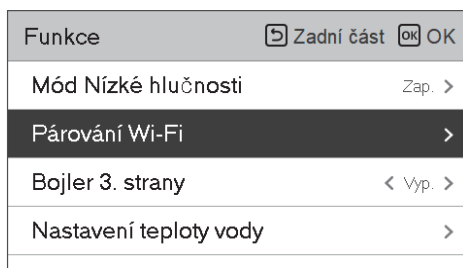 Funkce Zadní část OK OK
Mód Nízké hlučnosti Zap. >
Párování Wi-Fi >
Bojler 3. strany < Vyp. >
Nastavení teploty vody >